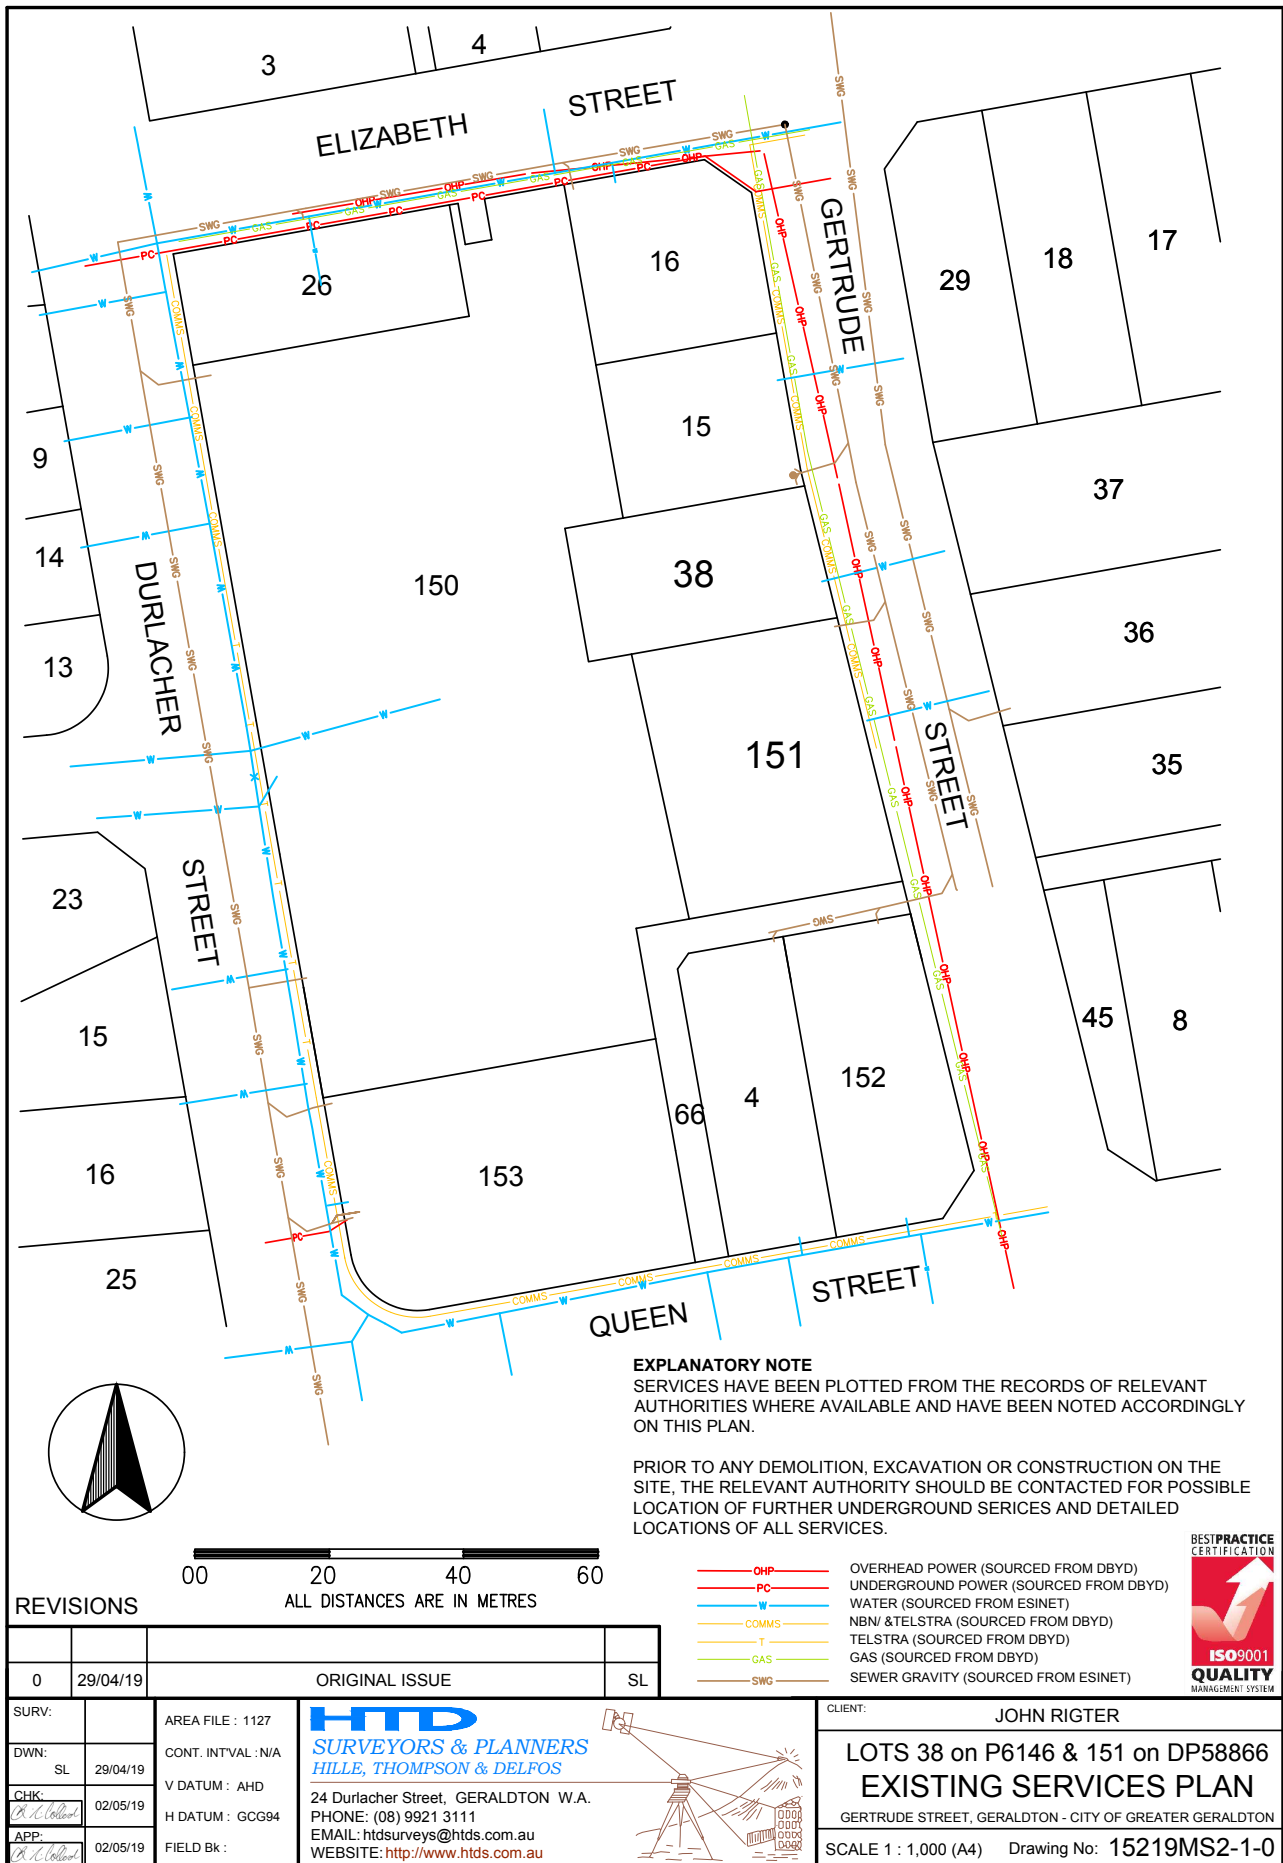 3
4
ELIZABETH STREET
GERTRUDE STREET
DURLACHER STREET
QUEEN STREET
26
16
15
38
150
151
152
153
4
66
29
18
17
37
36
35
45
8
9
14
13
23
15
16
25
SWG
OHP
PC
W
GAS
COMMS
T
EXPLANATORY NOTE
SERVICES HAVE BEEN PLOTTED FROM THE RECORDS OF RELEVANT
AUTHORITIES WHERE AVAILABLE AND HAVE BEEN NOTED ACCORDINGLY
ON THIS PLAN.
PRIOR TO ANY DEMOLITION, EXCAVATION OR CONSTRUCTION ON THE
SITE, THE RELEVANT AUTHORITY SHOULD BE CONTACTED FOR POSSIBLE
LOCATION OF FURTHER UNDERGROUND SERICES AND DETAILED
LOCATIONS OF ALL SERVICES.
00 20 40 60
ALL DISTANCES ARE IN METRES
OHP OVERHEAD POWER (SOURCED FROM DBYD)
PC UNDERGROUND POWER (SOURCED FROM DBYD)
W WATER (SOURCED FROM ESINET)
COMMS NBN/ &TELSTRA (SOURCED FROM DBYD)
T TELSTRA (SOURCED FROM DBYD)
GAS GAS (SOURCED FROM DBYD)
SWG SEWER GRAVITY (SOURCED FROM ESINET)
BESTPRACTICE
CERTIFICATION
ISO9001
QUALITY
MANAGEMENT SYSTEM
REVISIONS
0 29/04/19 ORIGINAL ISSUE SL
SURV:
DWN: SL 29/04/19
CHK: 02/05/19
APP: 02/05/19
AREA FILE : 1127
CONT. INT'VAL : N/A
V DATUM : AHD
H DATUM : GCG94
FIELD Bk :
HTD
SURVEYORS & PLANNERS
HILLE, THOMPSON & DELFOS
24 Durlacher Street, GERALDTON W.A.
PHONE: (08) 9921 3111
EMAIL: htdsurveys@htds.com.au
WEBSITE: http://www.htds.com.au
CLIENT: JOHN RIGTER
LOTS 38 on P6146 & 151 on DP58866
EXISTING SERVICES PLAN
GERTRUDE STREET, GERALDTON - CITY OF GREATER GERALDTON
SCALE 1 : 1,000 (A4) Drawing No: 15219MS2-1-0